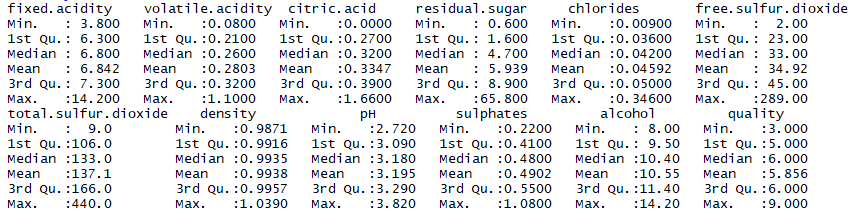 fixed.acidity    volatile.acidity  citric.acid     residual.sugar     chlorides       free.sulfur.dioxide
Min.   : 3.800   Min.   :0.0800   Min.   :0.0000   Min.   : 0.600   Min.   :0.00900   Min.   :  2.00
1st Qu.: 6.300   1st Qu.:0.2100   1st Qu.:0.2700   1st Qu.: 1.600   1st Qu.:0.03600   1st Qu.: 23.00
Median : 6.800   Median :0.2600   Median :0.3200   Median : 4.700   Median :0.04200   Median : 33.00
Mean   : 6.842   Mean   :0.2803   Mean   :0.3347   Mean   : 5.939   Mean   :0.04592   Mean   : 34.92
3rd Qu.: 7.300   3rd Qu.:0.3200   3rd Qu.:0.3900   3rd Qu.: 8.900   3rd Qu.:0.05000   3rd Qu.: 45.00
Max.   :14.200   Max.   :1.1000   Max.   :1.6600   Max.   :65.800   Max.   :0.34600   Max.   :289.00
total.sulfur.dioxide    density             pH          sulphates         alcohol         quality
Min.   :  9.0        Min.   :0.9871   Min.   :2.720   Min.   :0.2200   Min.   : 8.00   Min.   :3.000
1st Qu.:106.0        1st Qu.:0.9916   1st Qu.:3.090   1st Qu.:0.4100   1st Qu.: 9.50   1st Qu.:5.000
Median :133.0        Median :0.9935   Median :3.180   Median :0.4800   Median :10.40   Median :6.000
Mean   :137.1        Mean   :0.9938   Mean   :3.195   Mean   :0.4902   Mean   :10.55   Mean   :5.856
3rd Qu.:166.0        3rd Qu.:0.9957   3rd Qu.:3.290   3rd Qu.:0.5500   3rd Qu.:11.40   3rd Qu.:6.000
Max.   :440.0        Max.   :1.0390   Max.   :3.820   Max.   :1.0800   Max.   :14.20   Max.   :9.000